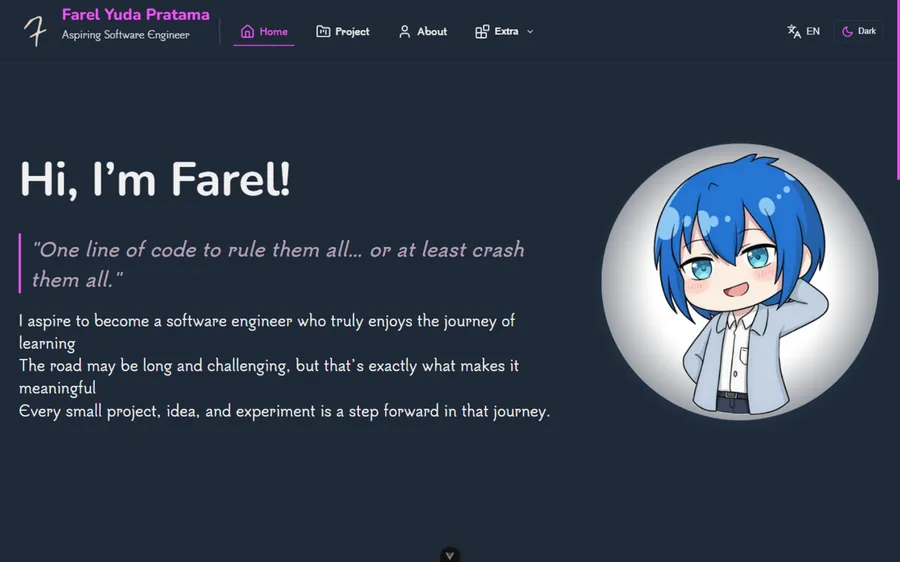 Farel Yuda Pratama
Aspiring Software Engineer
Home
Project
About
Extra
EN
Dark
Hi, I'm Farel!
"One line of code to rule them all... or at least crash
them all."
I aspire to become a software engineer who truly enjoys the journey of
learning
The road may be long and challenging, but that's exactly what makes it
meaningful
Every small project, idea, and experiment is a step forward in that journey.